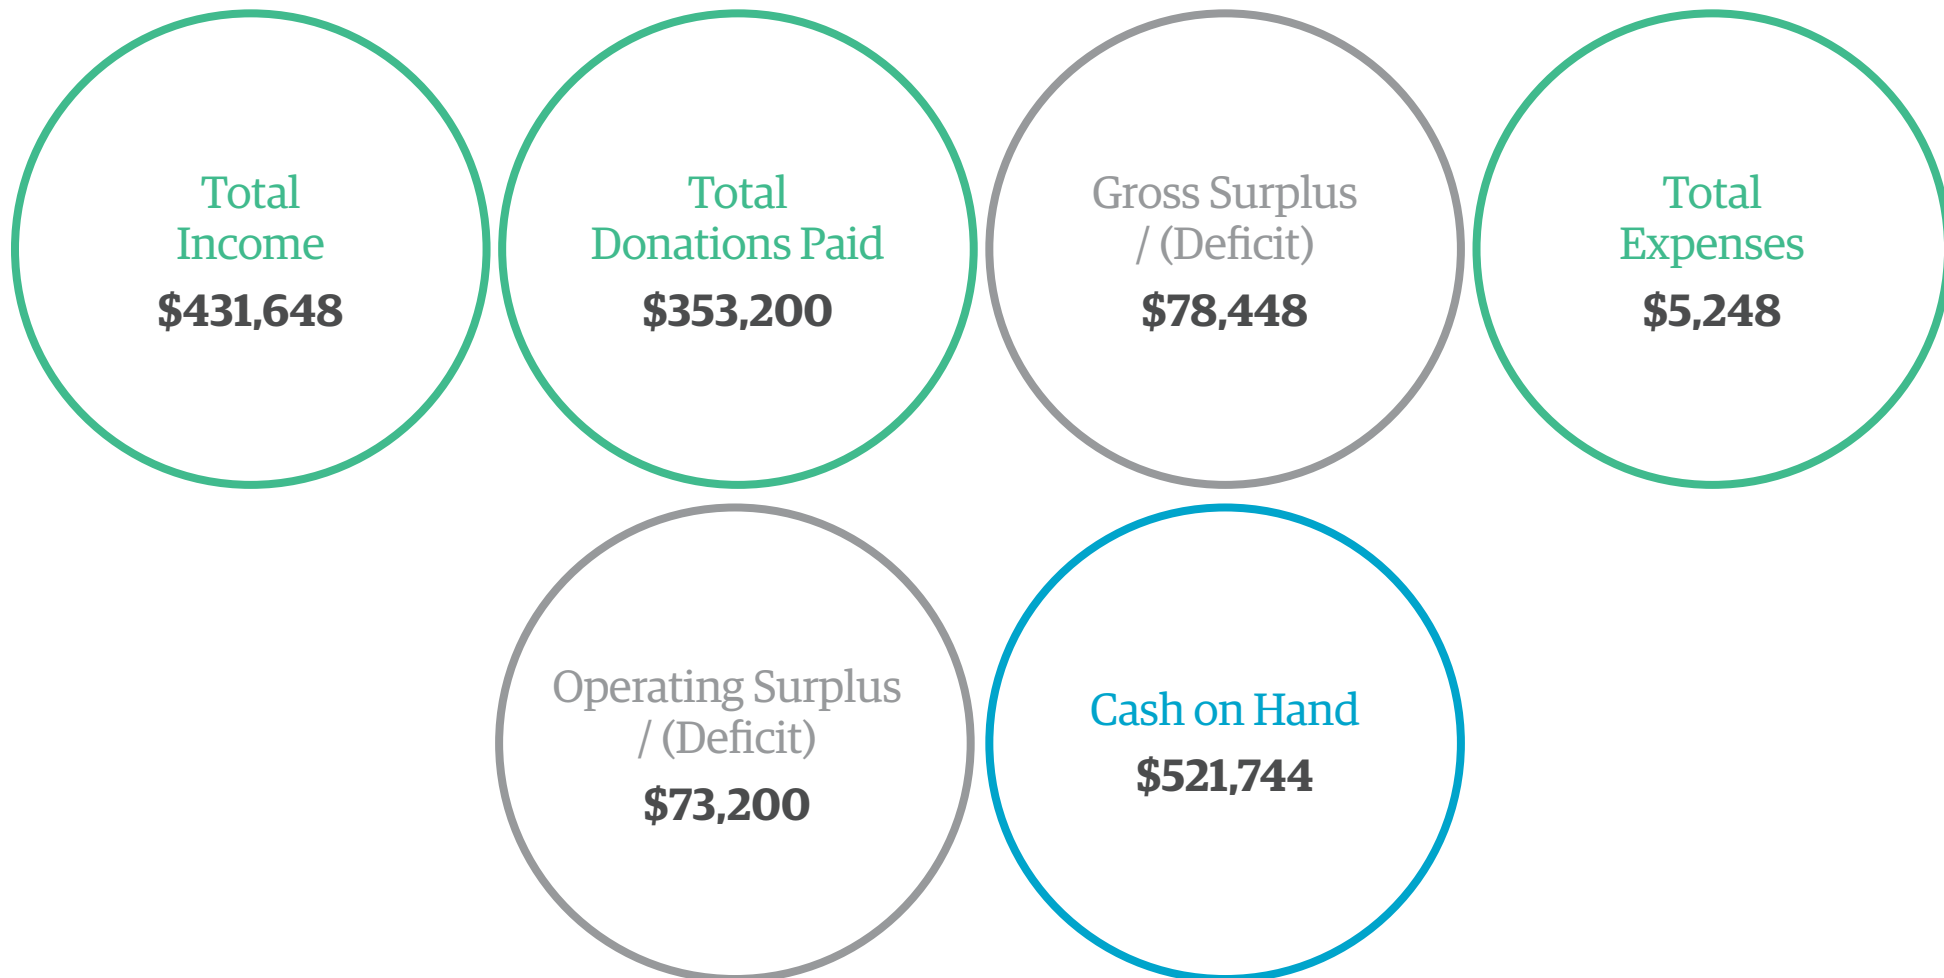 Total
Income
$431,648
Total
Donations Paid
$353,200
Gross Surplus
/ (Deficit)
$78,448
Total
Expenses
$5,248
Operating Surplus
/ (Deficit)
$73,200
Cash on Hand
$521,744